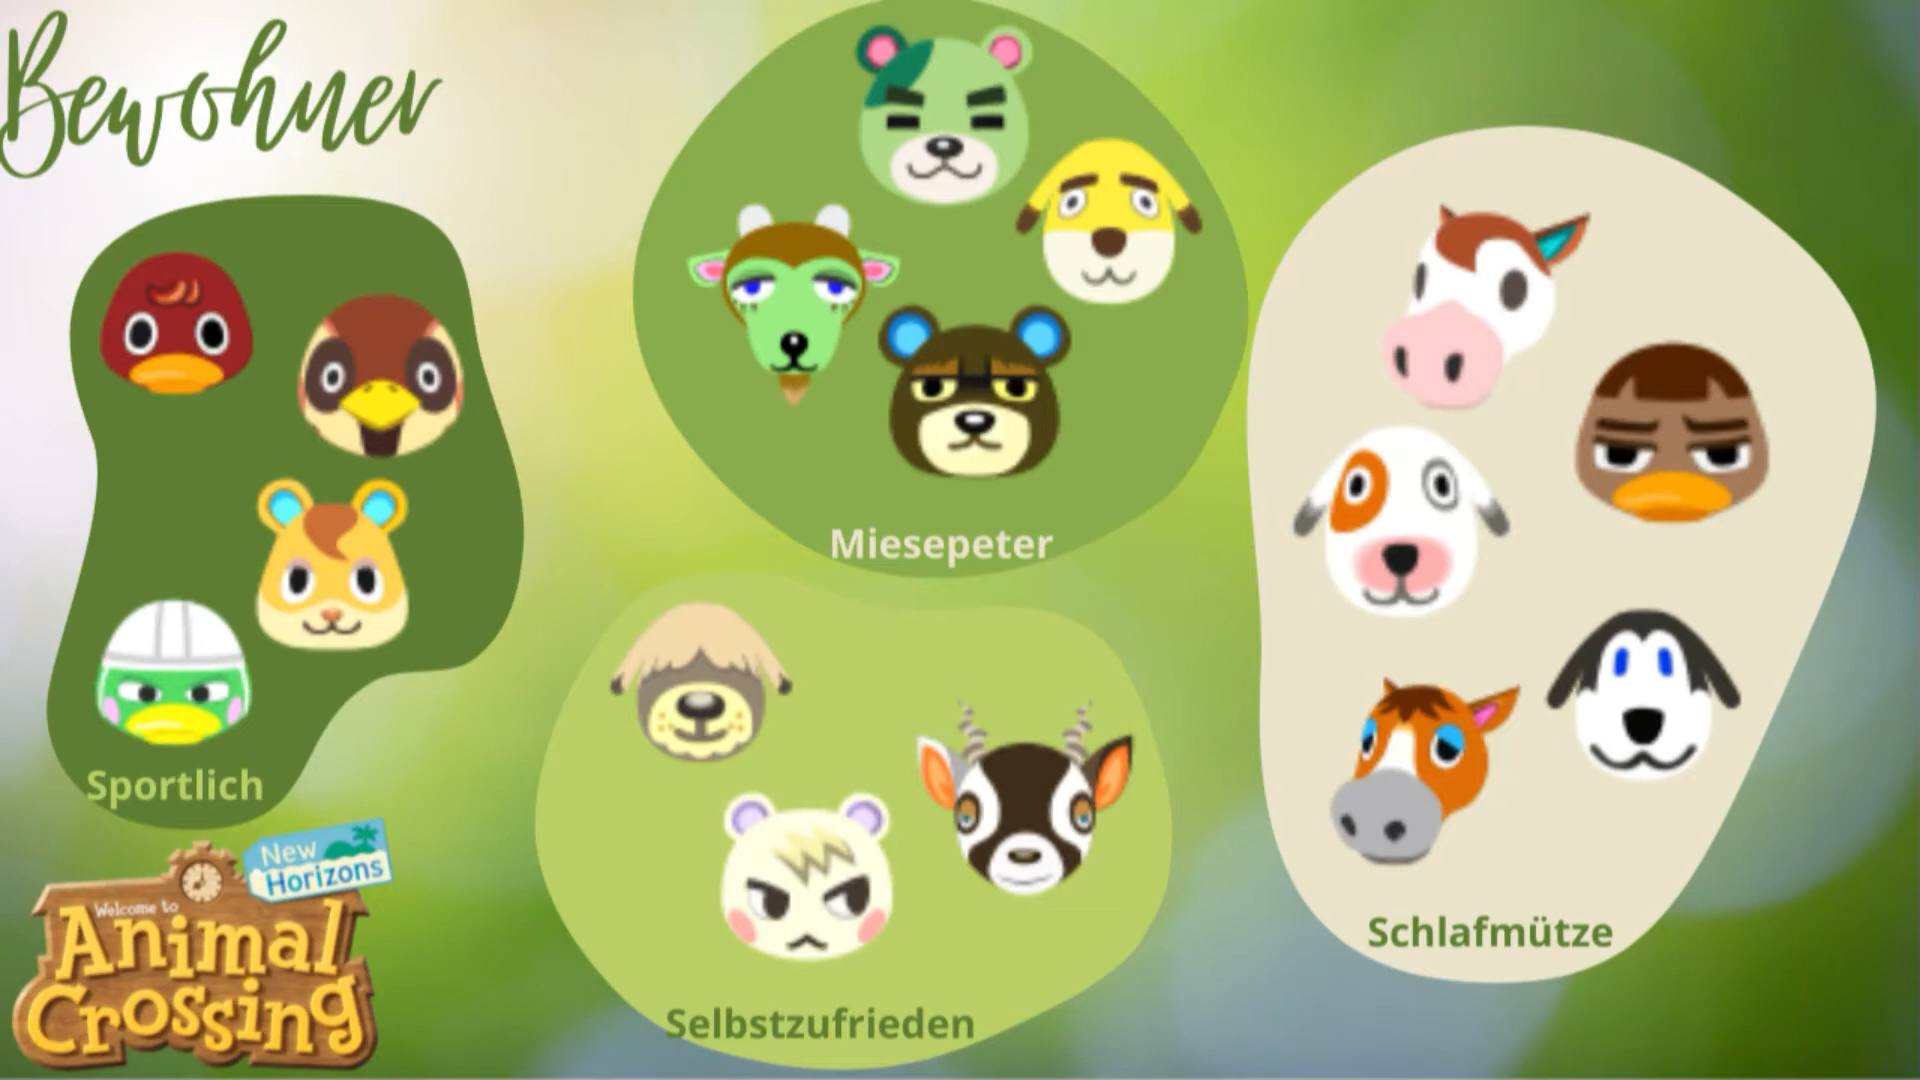 Bewohner
Miesepeter
Sportlich
Schlafmütze
Selbstzufrieden
New
Horizons
Welcome to
Animal
Crossing